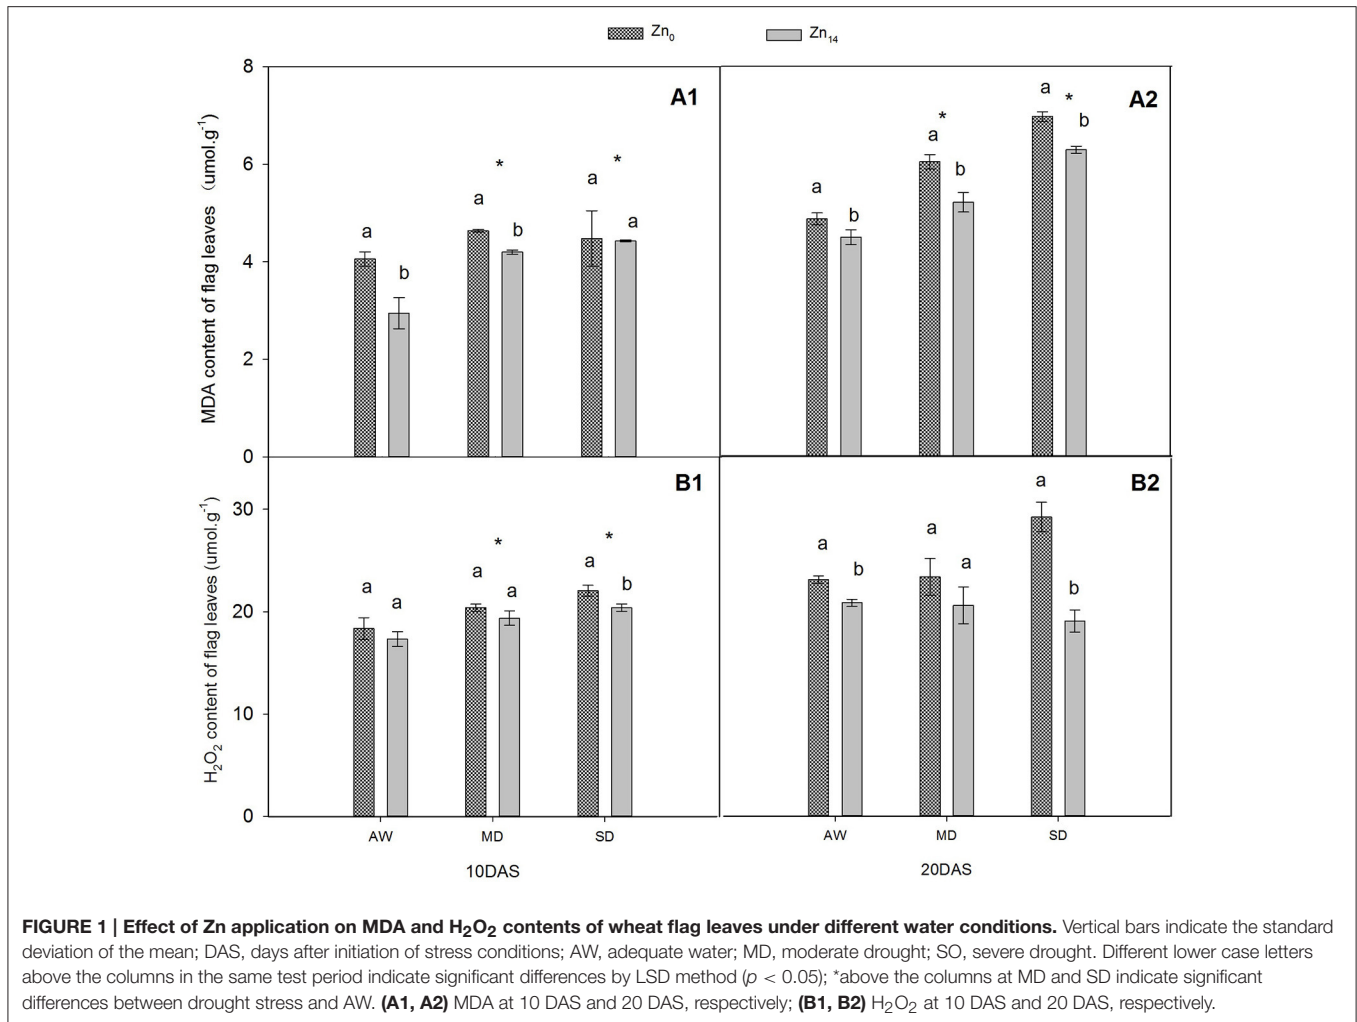 Zn0 Zn14
MDA content of flag leaves （umol.g-1)
8
6
4
2
0
A1
a
b
a
*
b
a
*
a
A2
a
b
*
a
b
a
*
b
H2O2 content of flag leaves (umol.g-1)
30
20
10
0
B1
a
a
*
a
a
*
a
b
B2
a
b
a
a
a
b
AW MD SD
10DAS
AW MD SD
20DAS
FIGURE 1 | Effect of Zn application on MDA and H2O2 contents of wheat flag leaves under different water conditions. Vertical bars indicate the standard
deviation of the mean; DAS, days after initiation of stress conditions; AW, adequate water; MD, moderate drought; SO, severe drought. Different lower case letters
above the columns in the same test period indicate significant differences by LSD method (p < 0.05); *above the columns at MD and SD indicate significant
differences between drought stress and AW. (A1, A2) MDA at 10 DAS and 20 DAS, respectively; (B1, B2) H2O2 at 10 DAS and 20 DAS, respectively.